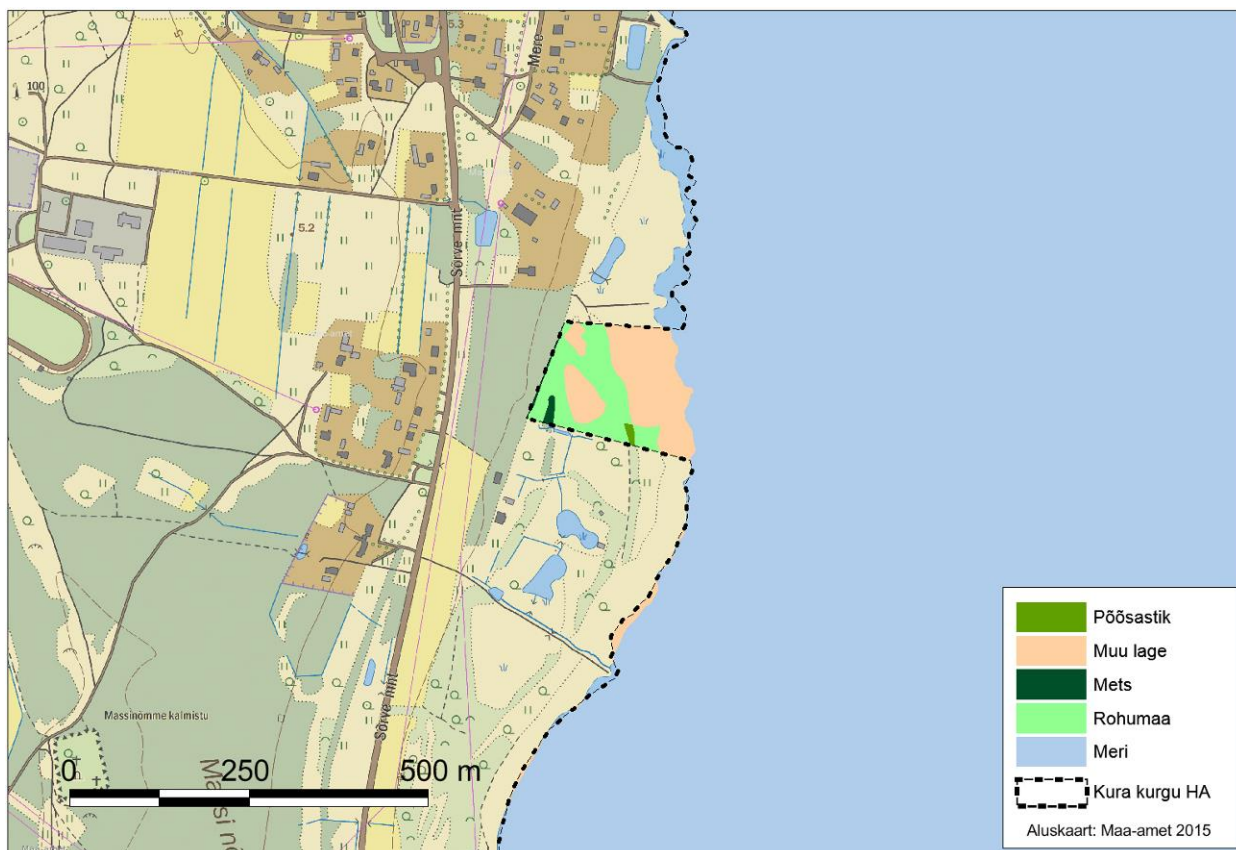 5.3
Mere
100
Sõrve mnt
5.2
Massinõmme kalmistu
Sõrve mnt
0 250 500 m
Põõsastik
Muu lage
Mets
Rohumaa
Meri
Kura kurgu HA
Aluskaart: Maa-amet 2015